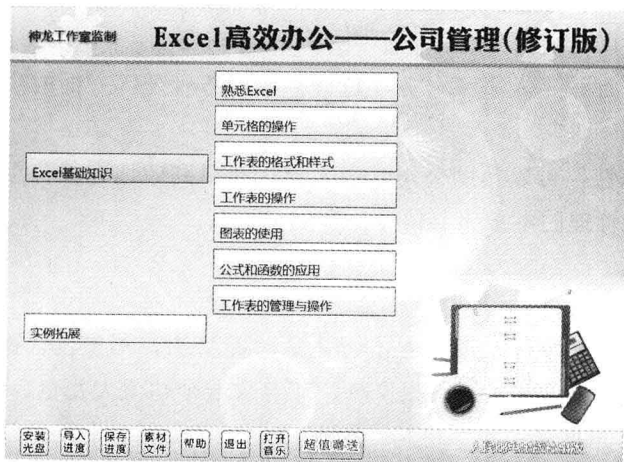 神龙工作室监制
Excel高效办公——公司管理(修订版)
熟悉Excel
单元格的操作
工作表的格式和样式
Excel基础知识
工作表的操作
图表的使用
公式和函数的应用
工作表的管理与操作
实例拓展
安装
光盘
导入
进度
保存
进度
素材
文件
帮助
退出
打开
音乐
超值赠送